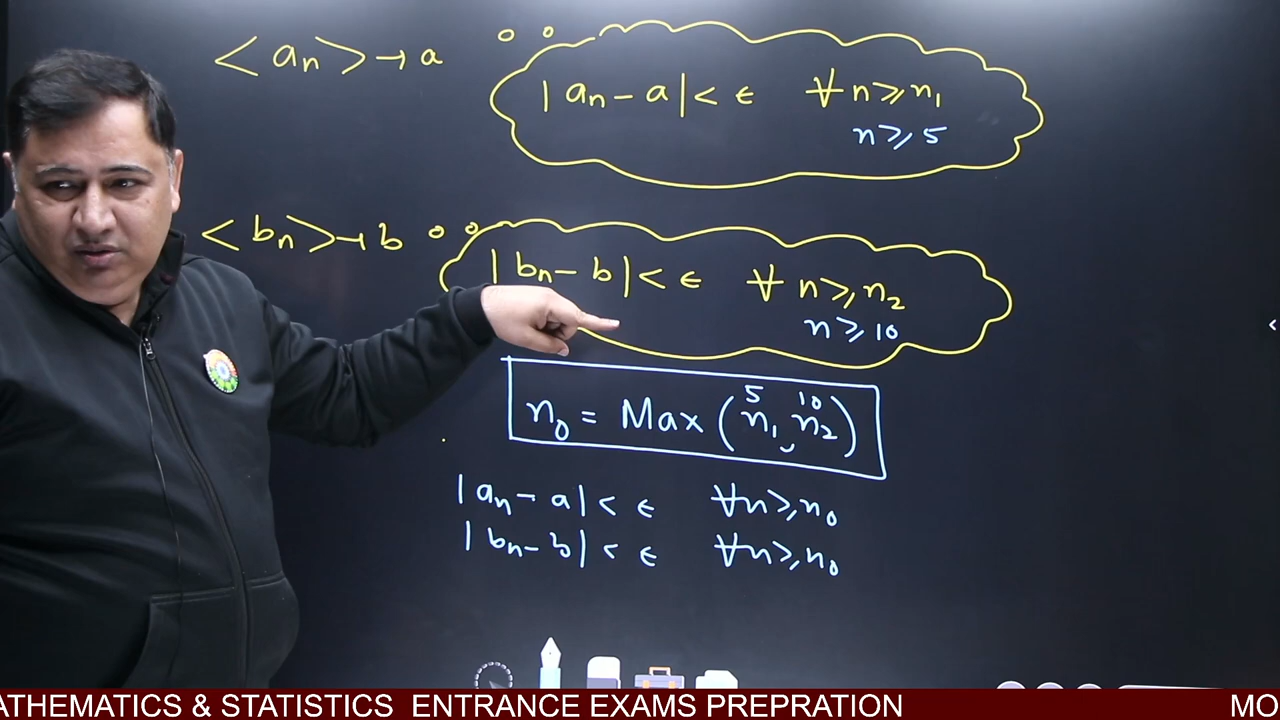 <aₙ> → a
|aₙ - a| < ϵ ∀ n ⩾ n₁
n ⩾ 5
<bₙ> → b
|bₙ - b| < ϵ ∀ n ⩾ n₂
n ⩾ 10
5 10
n₀ = Max (n₁, n₂)
|aₙ - a| < ϵ ∀ n ⩾ n₀
|bₙ - b| < ϵ ∀ n ⩾ n₀
ATHEMATICS & STATISTICS ENTRANCE EXAMS PREPRATION MO